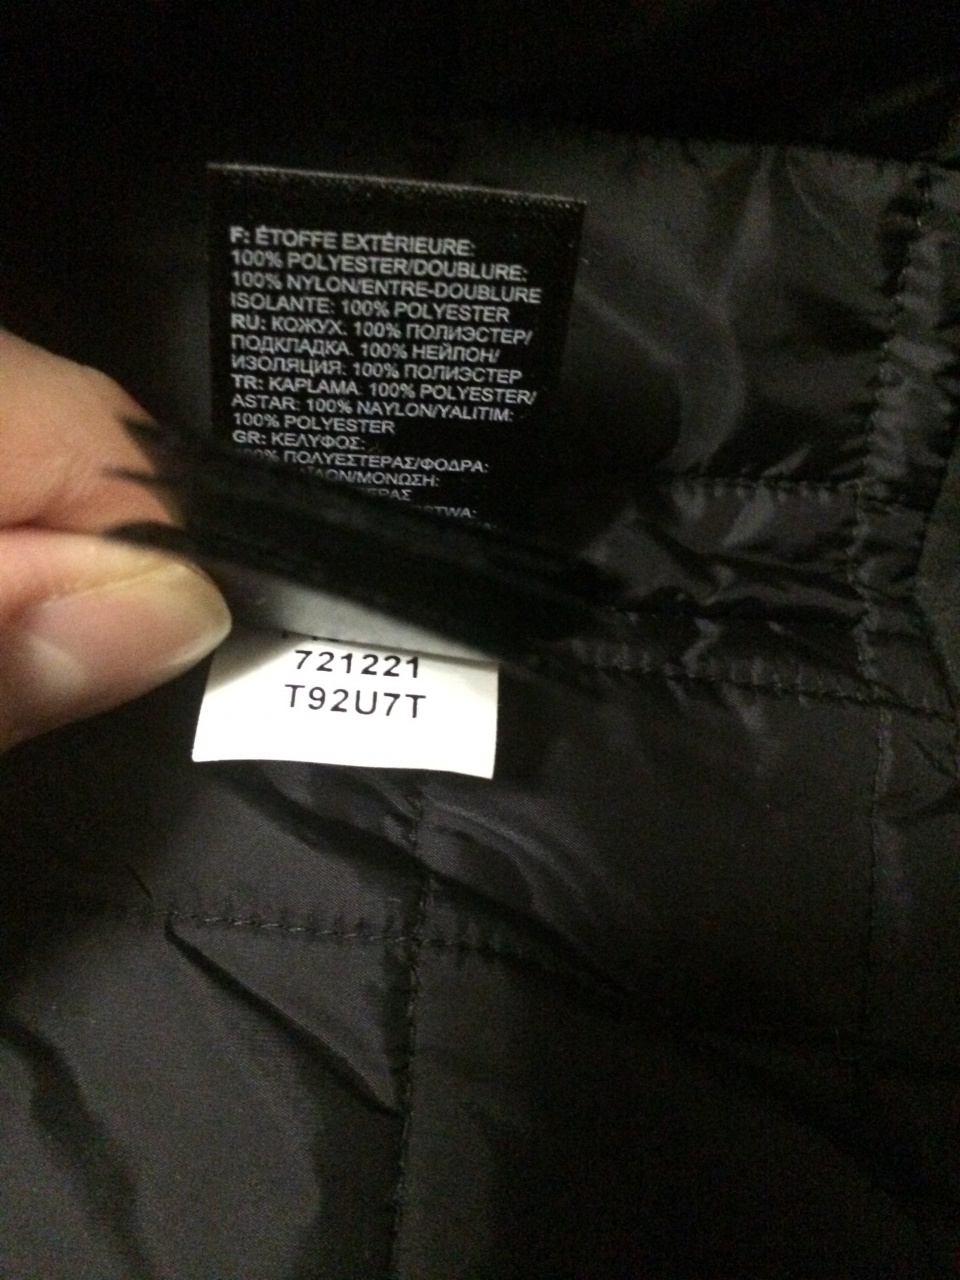 F: ÉTOFFE EXTÉRIEURE:
100% POLYESTER/DOUBLURE:
100% NYLON/ENTRE-DOUBLURE
ISOLANTE: 100% POLYESTER
RU: КОЖУХ. 100% ПОЛИЭСТЕР/
ПОДКЛАДКА. 100% НЕЙЛОН/
ИЗОЛЯЦИЯ: 100% ПОЛИЭСТЕР
TR: KAPLAMA. 100% POLYESTER/
ASTAR: 100% NAYLON/YALITIM:
100% POLYESTER
GR: ΚΕΛΥΦΟΣ:
ΠΟΛΥΕΣΤΕΡΑΣ/ΦΟΔΡΑ:
721221
T92U7T